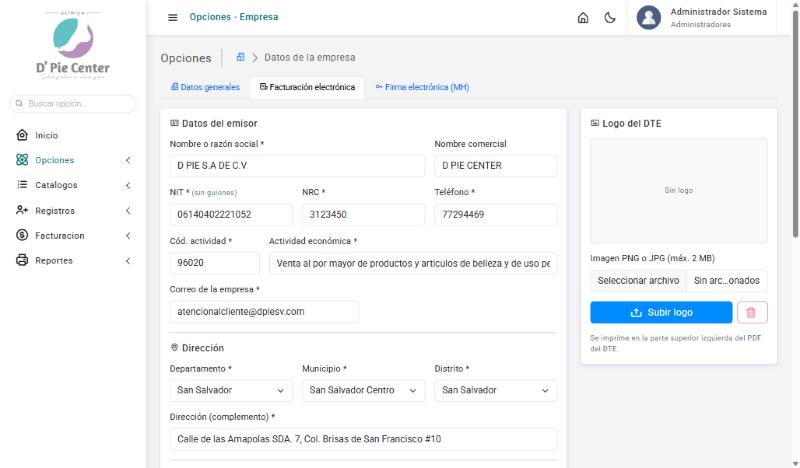 CLINICA
D' Pie Center
Buscar opción...
Inicio
Opciones
Catalogos
Registros
Facturacion
Reportes
Opciones · Empresa
Administrador Sistema
Administradores
Opciones
Datos de la empresa
Datos generales
Facturación electrónica
Firma electrónica (MH)
Datos del emisor
Nombre o razón social *
Nombre comercial
D PIE S.A DE C.V
D PIE CENTER
NIT * (sin guiones)
NRC *
Teléfono *
06140402221052
3123450
77294469
Cód. actividad *
Actividad económica *
96020
Venta al por mayor de productos y articulos de belleza y de uso pe
Correo de la empresa *
atencionalcliente@dpiesv.com
Dirección
Departamento *
Municipio *
Distrito *
San Salvador
San Salvador Centro
San Salvador
Dirección (complemento) *
Calle de las Amapolas SDA. 7, Col. Brisas de San Francisco #10
Logo del DTE
Sin logo
Imagen PNG o JPG (máx. 2 MB)
Seleccionar archivo
Sin arc...onados
Subir logo
Se imprime en la parte superior izquierda del PDF
del DTE.